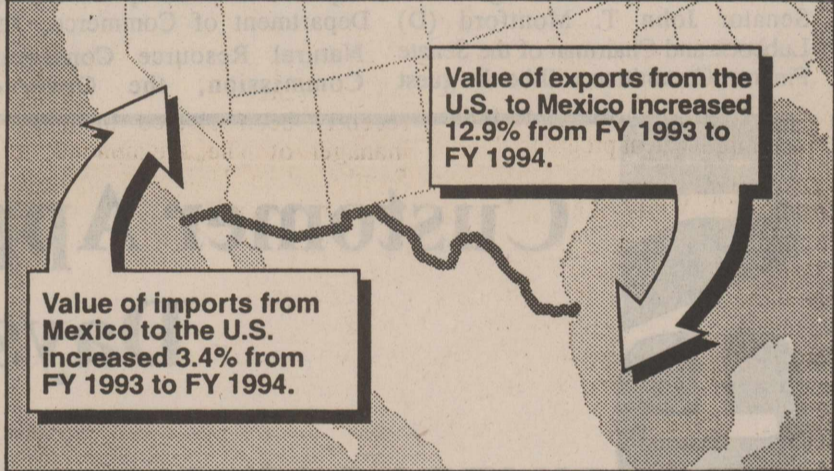 Value of exports from the
U.S. to Mexico increased
12.9% from FY 1993 to
FY 1994.
Value of imports from
Mexico to the U.S.
increased 3.4% from
FY 1993 to FY 1994.